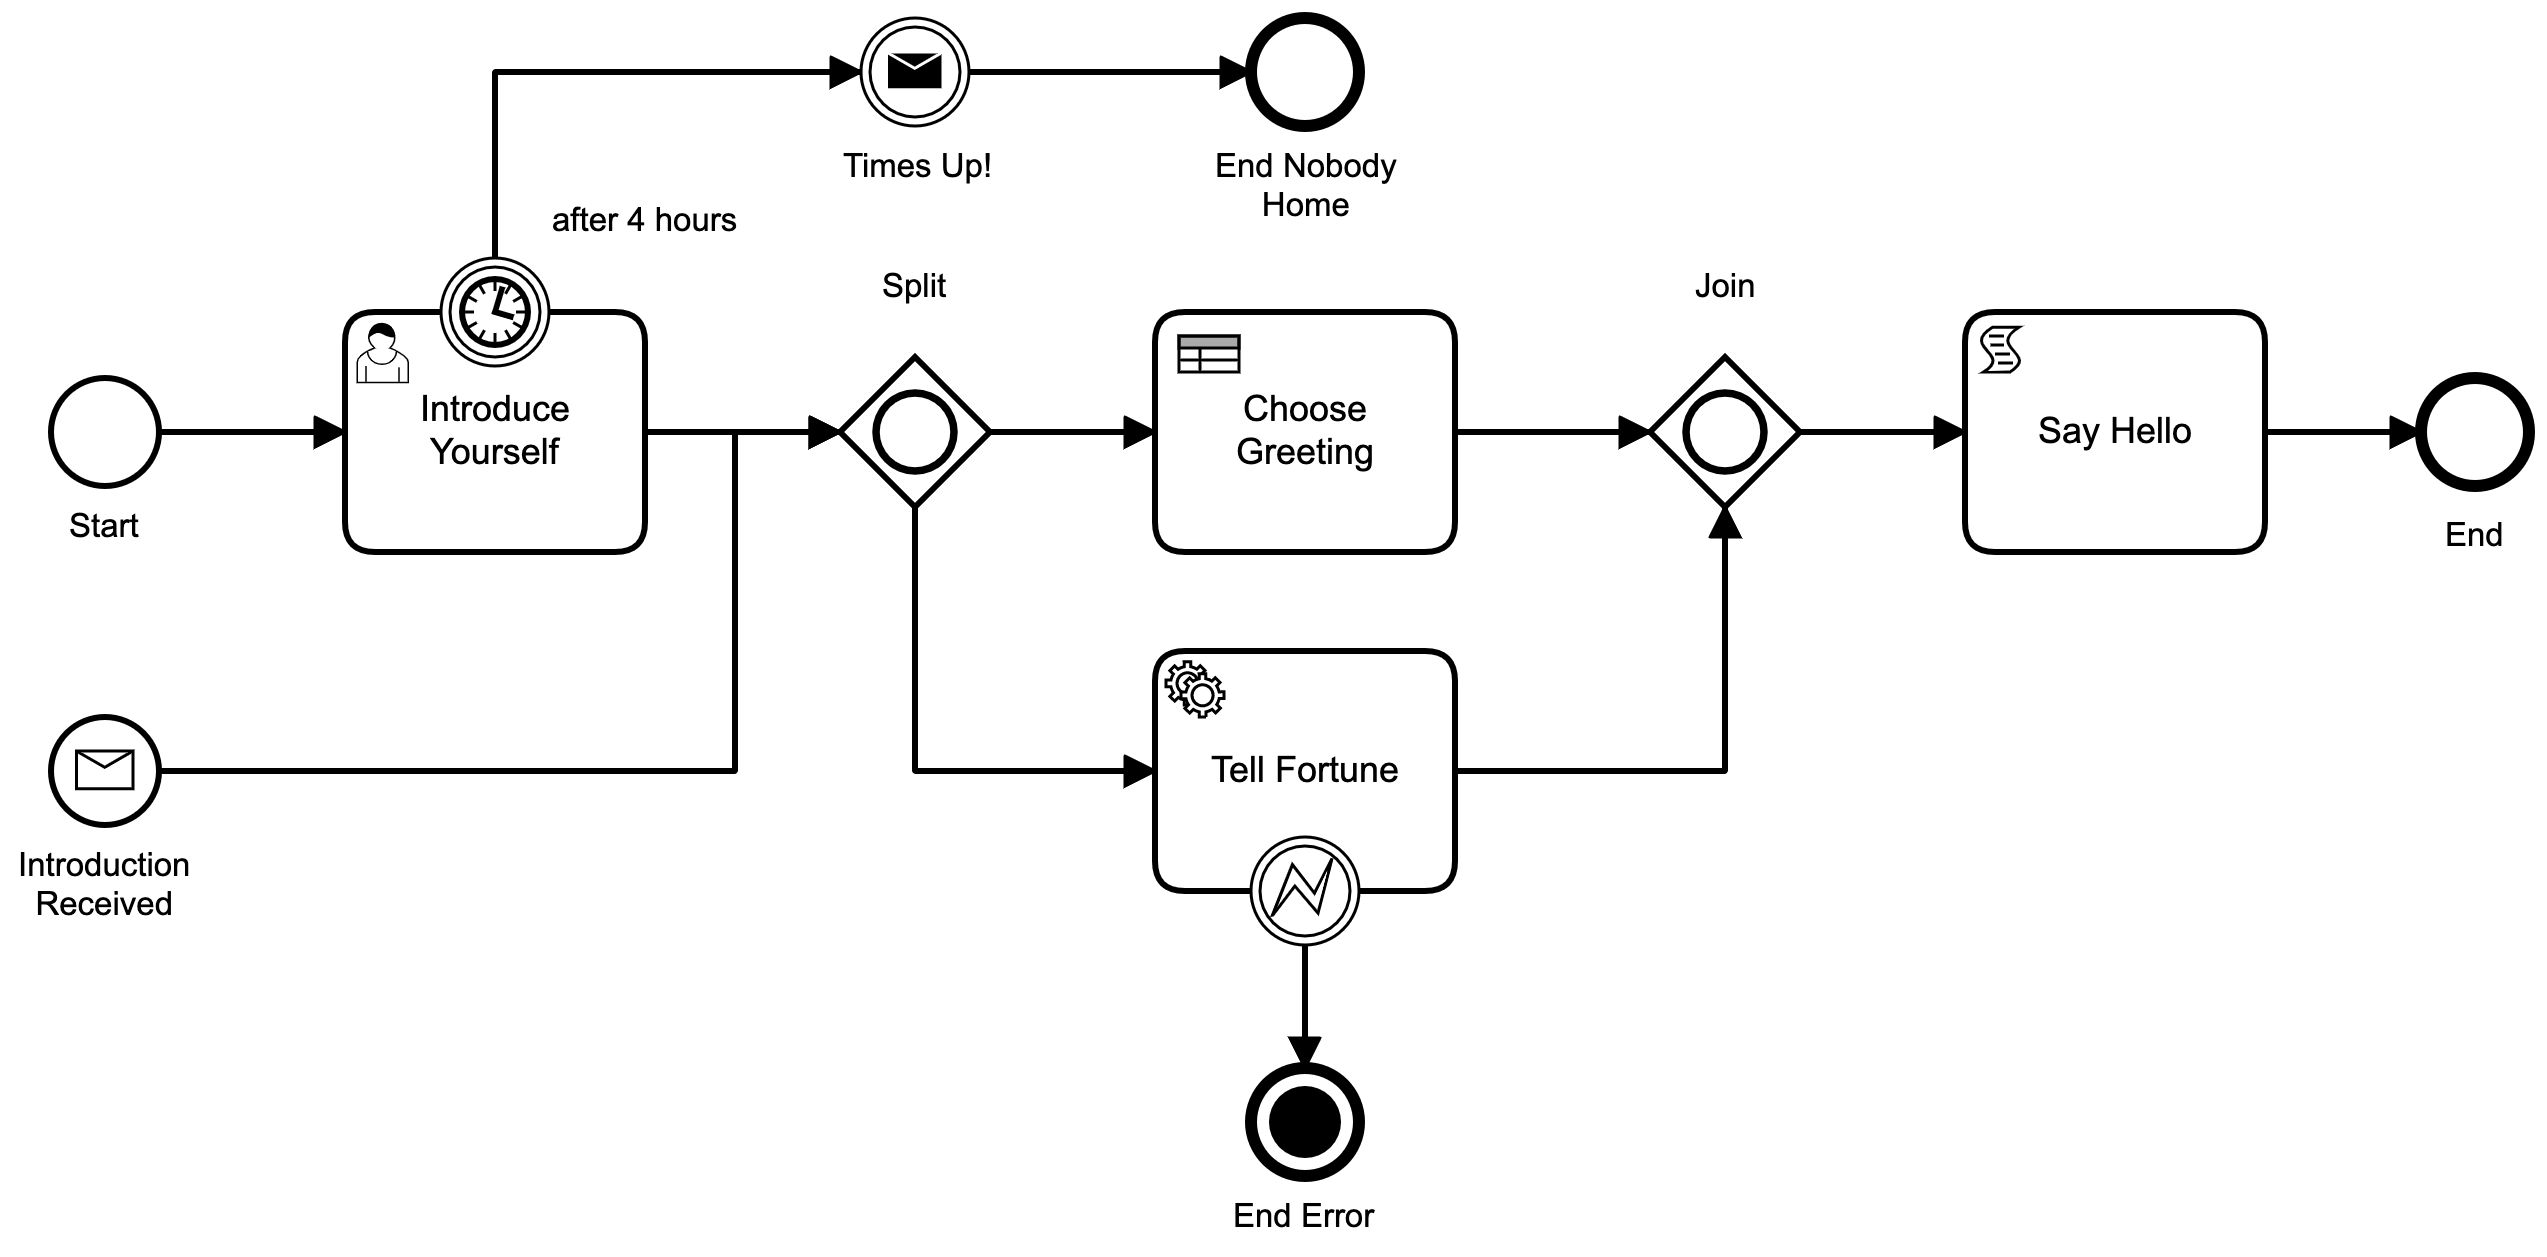 Times Up!
End Nobody
Home
after 4 hours
Split
Join
Introduce
Yourself
Choose
Greeting
Say Hello
Start
End
Tell Fortune
Introduction
Received
End Error